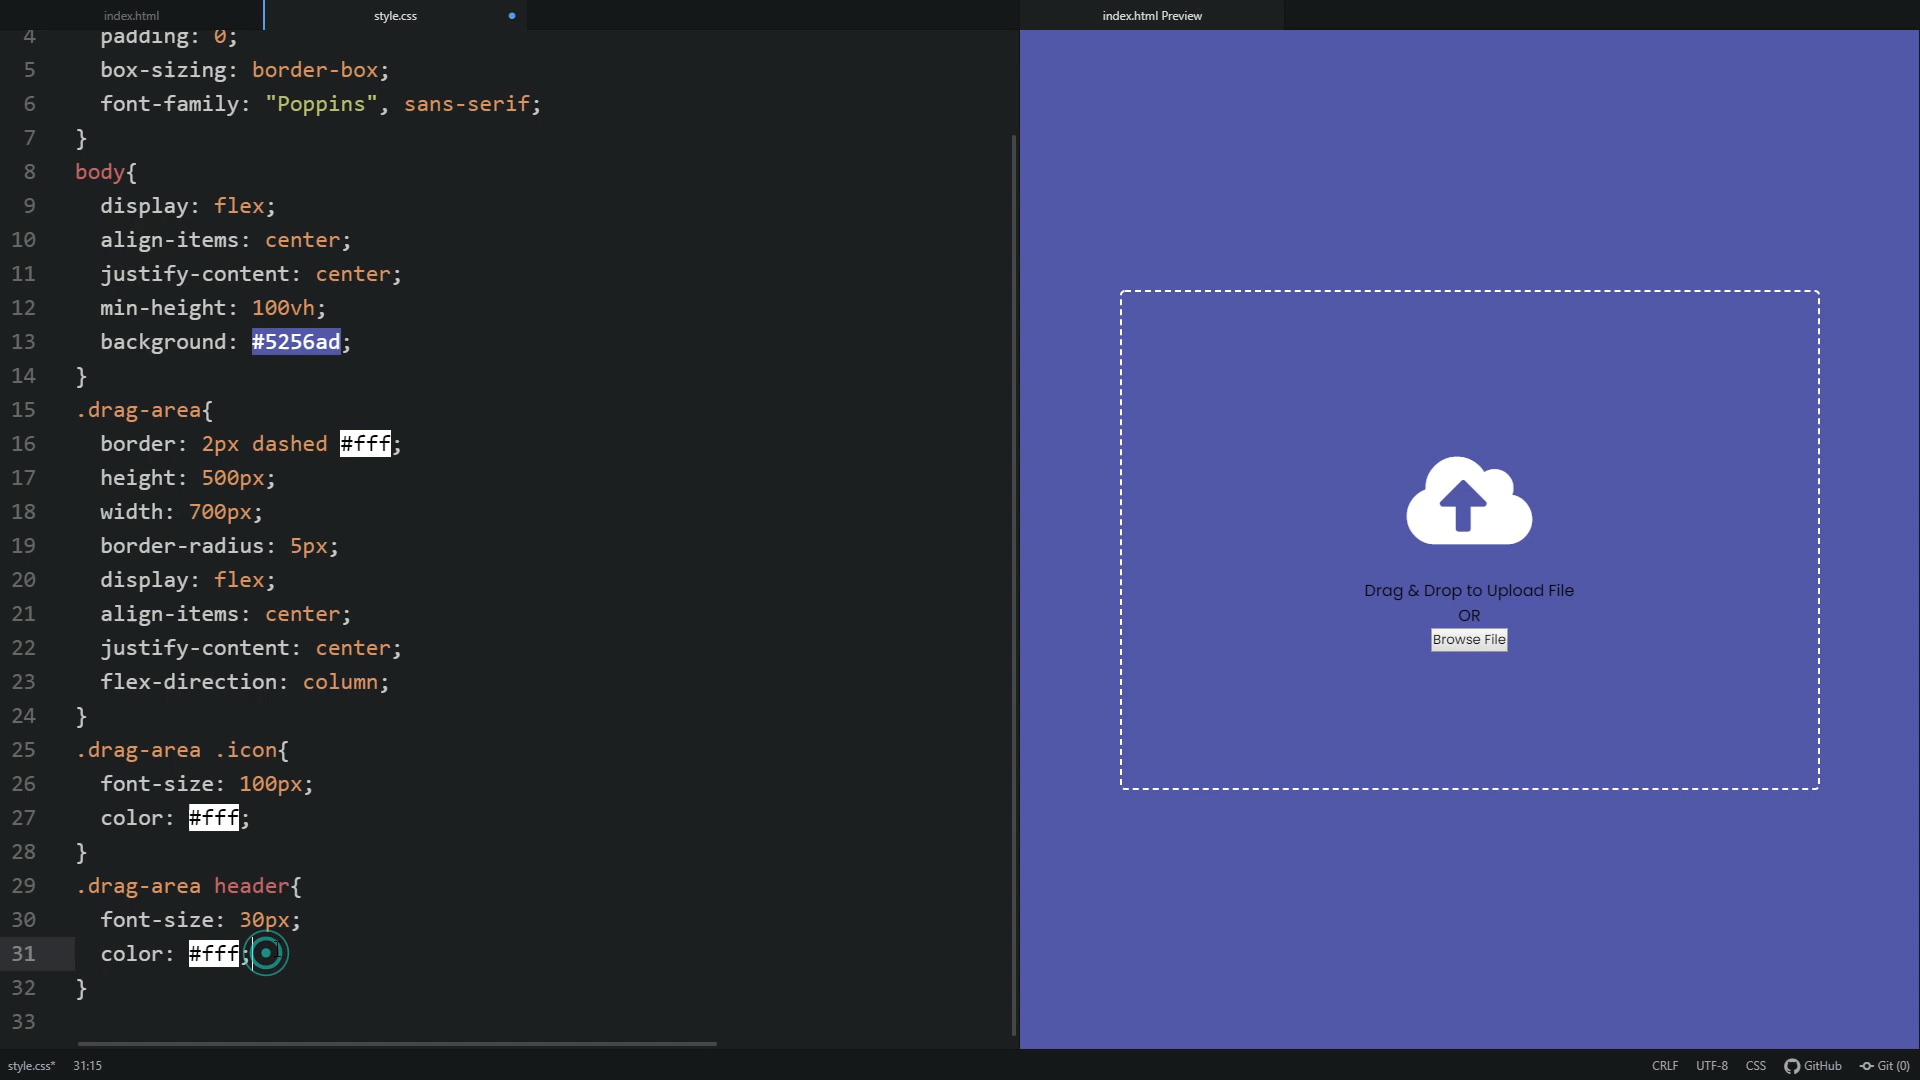 index.html
style.css
index.html Preview
4 padding: 0;
5 box-sizing: border-box;
6 font-family: "Poppins", sans-serif;
7 }
8 body{
9 display: flex;
10 align-items: center;
11 justify-content: center;
12 min-height: 100vh;
13 background: #5256ad;
14 }
15 .drag-area{
16 border: 2px dashed #fff;
17 height: 500px;
18 width: 700px;
19 border-radius: 5px;
20 display: flex;
21 align-items: center;
22 justify-content: center;
23 flex-direction: column;
24 }
25 .drag-area .icon{
26 font-size: 100px;
27 color: #fff;
28 }
29 .drag-area header{
30 font-size: 30px;
31 color: #fff;
32 }
33
Drag & Drop to Upload File
OR
Browse File
style.css* 31:15
CRLF UTF-8 CSS GitHub Git (0)